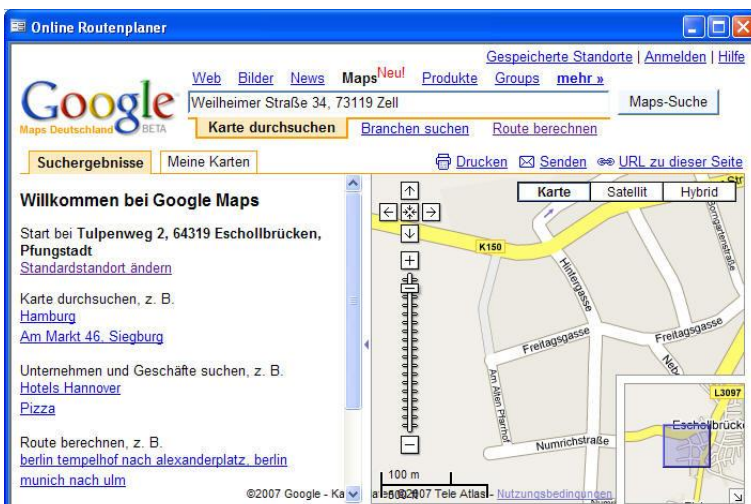 Online Routenplaner
Gespeicherte Standorte | Anmelden | Hilfe
Web Bilder News Maps Neu! Produkte Groups mehr »
Google
Maps Deutschland BETA
Weilheimer Straße 34, 73119 Zell
Maps-Suche
Karte durchsuchen Branchen suchen Route berechnen
Suchergebnisse Meine Karten
Drucken Senden URL zu dieser Seite
Willkommen bei Google Maps
Start bei Tulpenweg 2, 64319 Eschollbrücken,
Pfungstadt
Standardstandort ändern
Karte durchsuchen, z. B.
Hamburg
Am Markt 46, Siegburg
Unternehmen und Geschäfte suchen, z. B.
Hotels Hannover
Pizza
Route berechnen, z. B.
berlin tempelhof nach alexanderplatz, berlin
munich nach ulm
Karte Satellit Hybrid
K150
Borngartenstraße
Hintergasse
Freitagsgasse
Freitagsgasse
Am Alten Pfarrhof
Numrichstraße
L3097
100 m
©2007 Google - ©2007 Tele Atlas - Nutzungsbedingungen